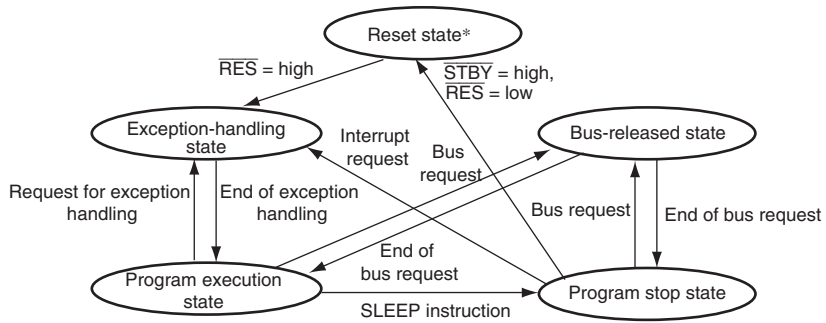 Reset state*
RES = high
STBY = high,
RES = low
Exception-handling
state
Interrupt
request
Bus
request
Bus-released state
Request for exception
handling
End of exception
handling
Bus request
End of bus request
End of
bus request
Program execution
state
SLEEP instruction
Program stop state